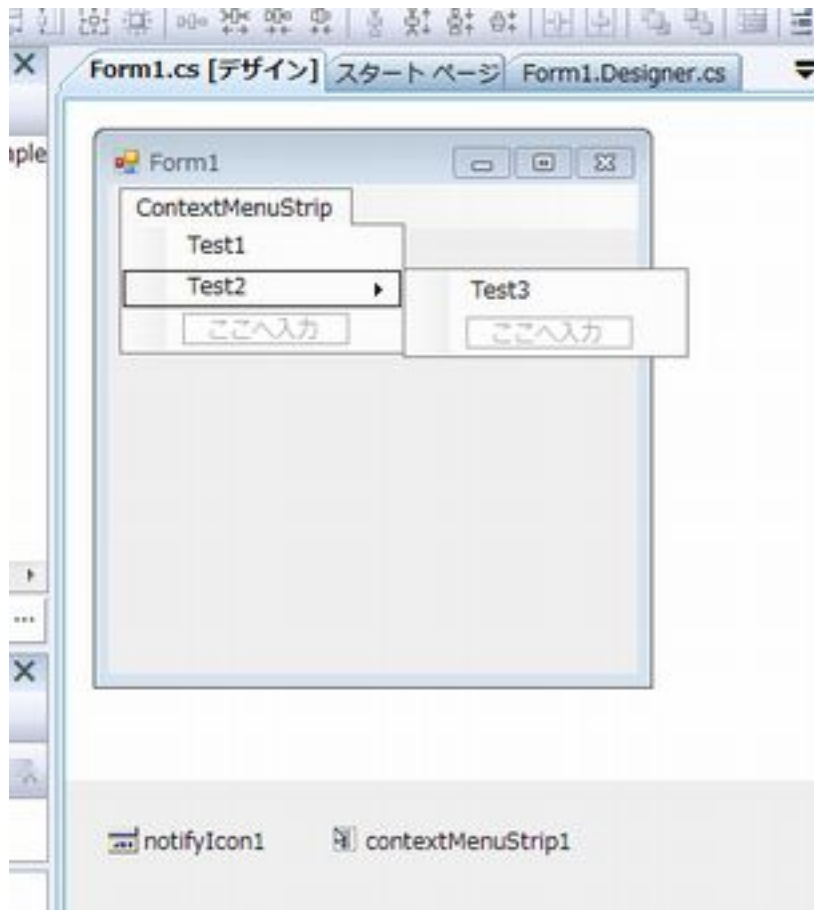 Form1.cs [デザイン] スタート ページ Form1.Designer.cs
Form1
ContextMenuStrip
Test1
Test2
Test3
ここへ入力
ここへ入力
...
notifyIcon1 contextMenuStrip1